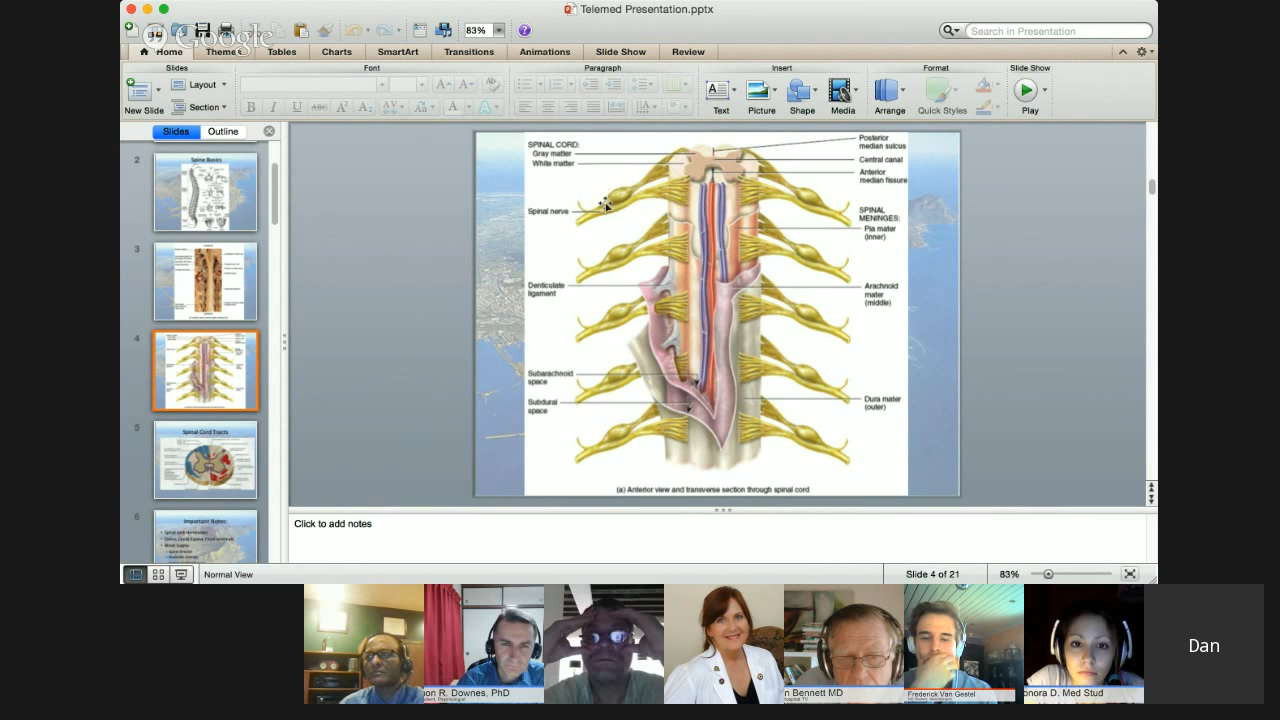 Telemed Presentation.pptx
83%
Search in Presentation
Google
Home
Themes
Tables
Charts
SmartArt
Transitions
Animations
Slide Show
Review
Slides
Font
Paragraph
Insert
Format
Slide Show
Layout
Section
New Slide
B I U ABC
Text
Picture
Shape
Media
Arrange
Quick Styles
Play
Slides
Outline
2
Spine Basics
3
4
5
Spinal Cord Tracts
6
Important Notes:
SPINAL CORD:
Gray matter
White matter
Spinal nerve
Denticulate
ligament
Subarachnoid
space
Subdural
space
Posterior
median sulcus
Central canal
Anterior
median fissure
SPINAL
MENINGES:
Pia mater
(inner)
Arachnoid
mater
(middle)
Dura mater
(outer)
(a) Anterior view and transverse section through spinal cord
Click to add notes
Normal View
Slide 4 of 21
83%
on R. Downes, PhD
n Bennett MD
Frederick Van Gestel
onora D. Med Stud
Dan